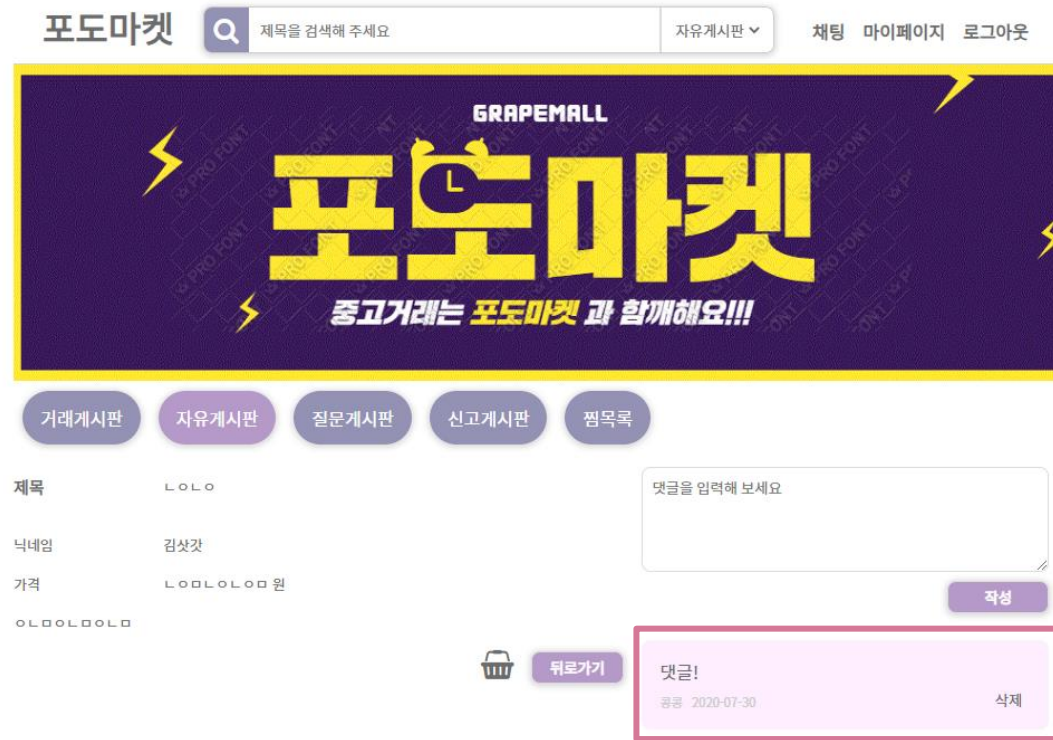 포도마켓 제목을 검색해 주세요 자유게시판 채팅 마이페이지 로그아웃
GRAPEMALL
포도마켓
중고거래는 포도마켓 과 함깨해요!!!
거래게시판 자유게시판 질문게시판 신고게시판 찜목록
제목 ㄴㅇㄴㅇ
댓글을 입력해 보세요
닉네임 김삿갓
가격 ㄴㅇㅁㄴㅇㄴㅇㅁ 원
작성
ㅇㄴㅁㅇㄴㅁㅇㄴㅁ
뒤로가기
댓글!
콩콩 2020-07-30 삭제